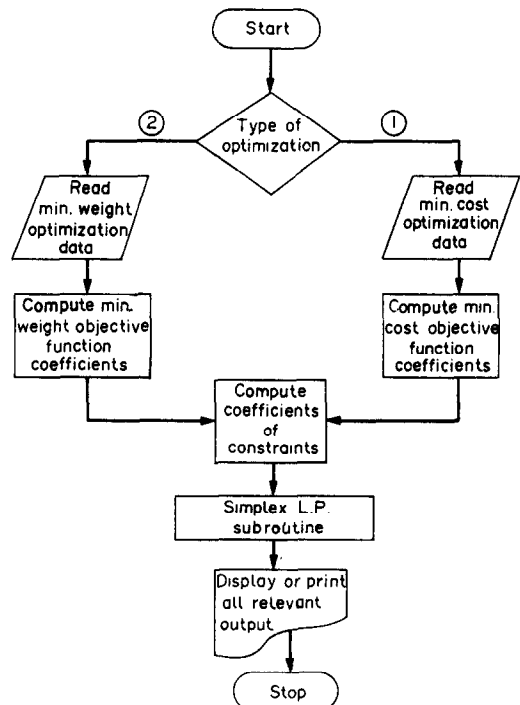 Start
2
Type of
optimization
1
Read
min. weight
optimization
data
Read
min. cost
optimization
data
Compute min.
weight objective
function
coefficients
Compute min.
cost objective
function
coefficients
Compute
coefficients
of
constraints
Simplex L.P.
subroutine
Display or print
all relevant
output
Stop